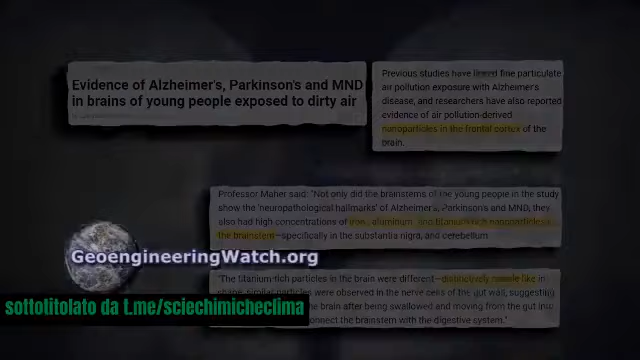 Evidence of Alzheimer's, Parkinson's and MND
in brains of young people exposed to dirty air
Previous studies have linked fine particulate
air pollution exposure with Alzheimer's
disease, and researchers have also reported
evidence of air pollution-derived
nanoparticles in the frontal cortex of the
brain.
Professor Maher said: "Not only did the brainstems of the young people in the study
show the 'neuropathological hallmarks' of Alzheimer's, Parkinson's and MND, they
also had high concentrations of iron-, aluminum- and titanium-rich nanoparticles in
the brainstem—specifically in the substantia nigra, and cerebellum
GeoengineeringWatch.org
"The titanium-rich particles in the brain were different—distinctively needle-like in
shape; similar particles were observed in the nerve cells of the gut wall, suggesting
the brain after being swallowed and moving from the gut into
connect the brainstem with the digestive system."
sottotitolato da t.me/sciechimicheclima